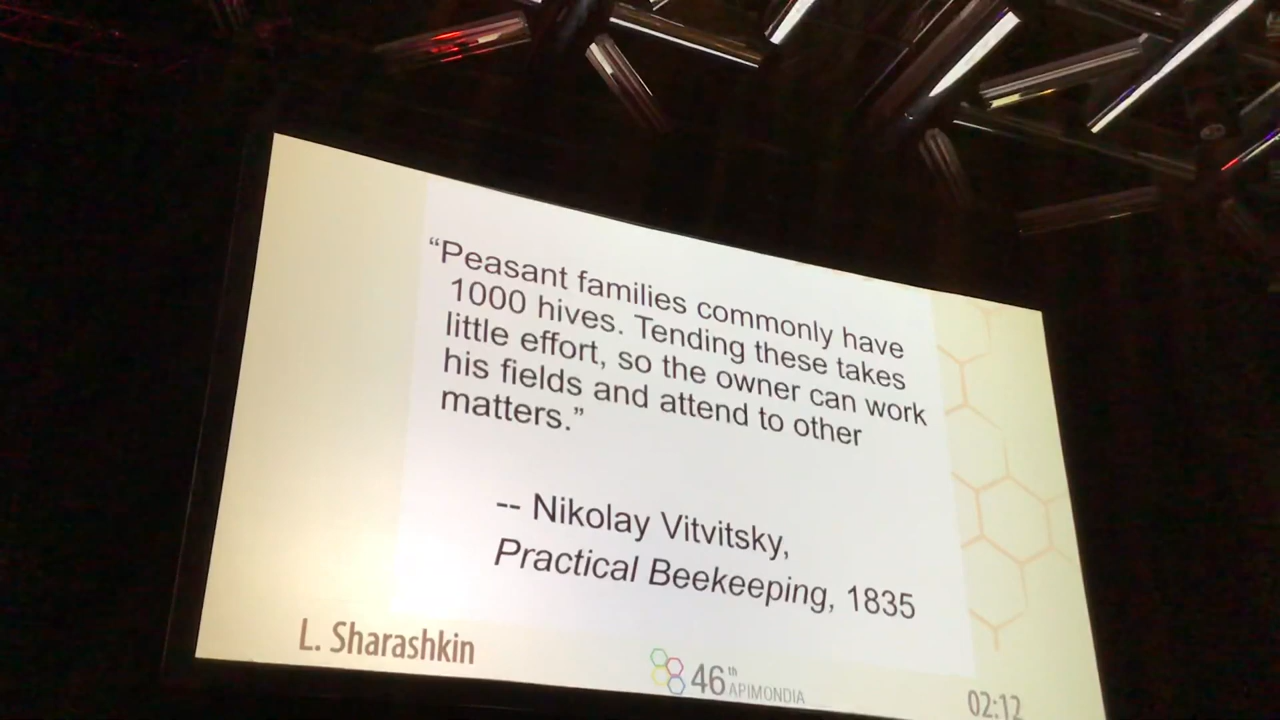 “Peasant families commonly have
1000 hives. Tending these takes
little effort, so the owner can work
his fields and attend to other
matters.”
-- Nikolay Vitvitsky,
Practical Beekeeping, 1835
L. Sharashkin
46th APIMONDIA
02:12